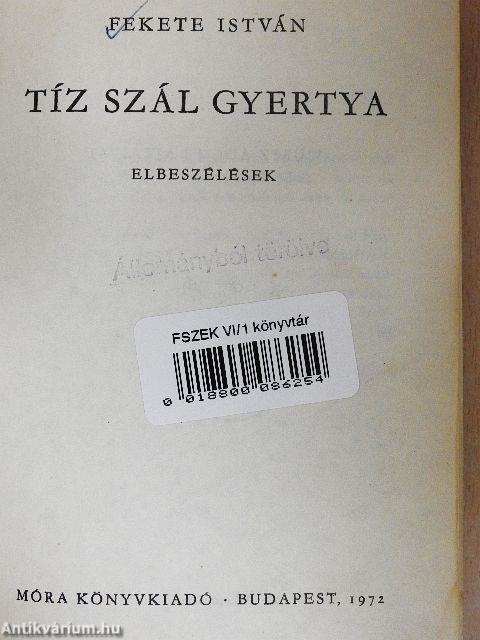 FEKETE ISTVÁN
TÍZ SZÁL GYERTYA
ELBESZÉLÉSEK
Állományból törölve
FSZEK VI/1 könyvtár
0 018800 086254
MÓRA KÖNYVKIADÓ · BUDAPEST, 1972
Antikvárium.hu